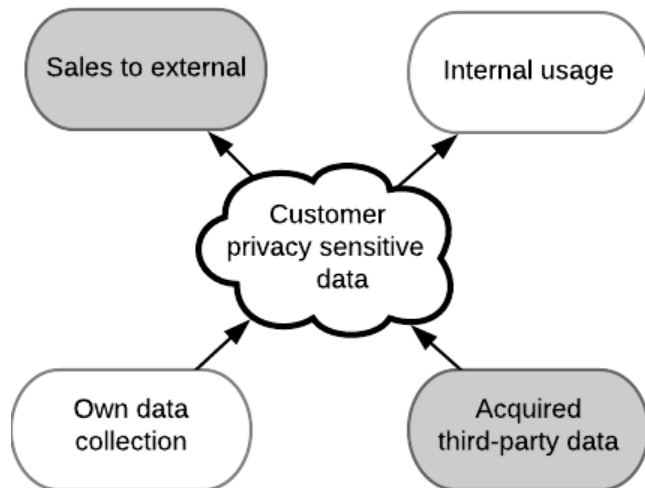 Sales to external
Internal usage
Customer
privacy sensitive
data
Own data
collection
Acquired
third-party data